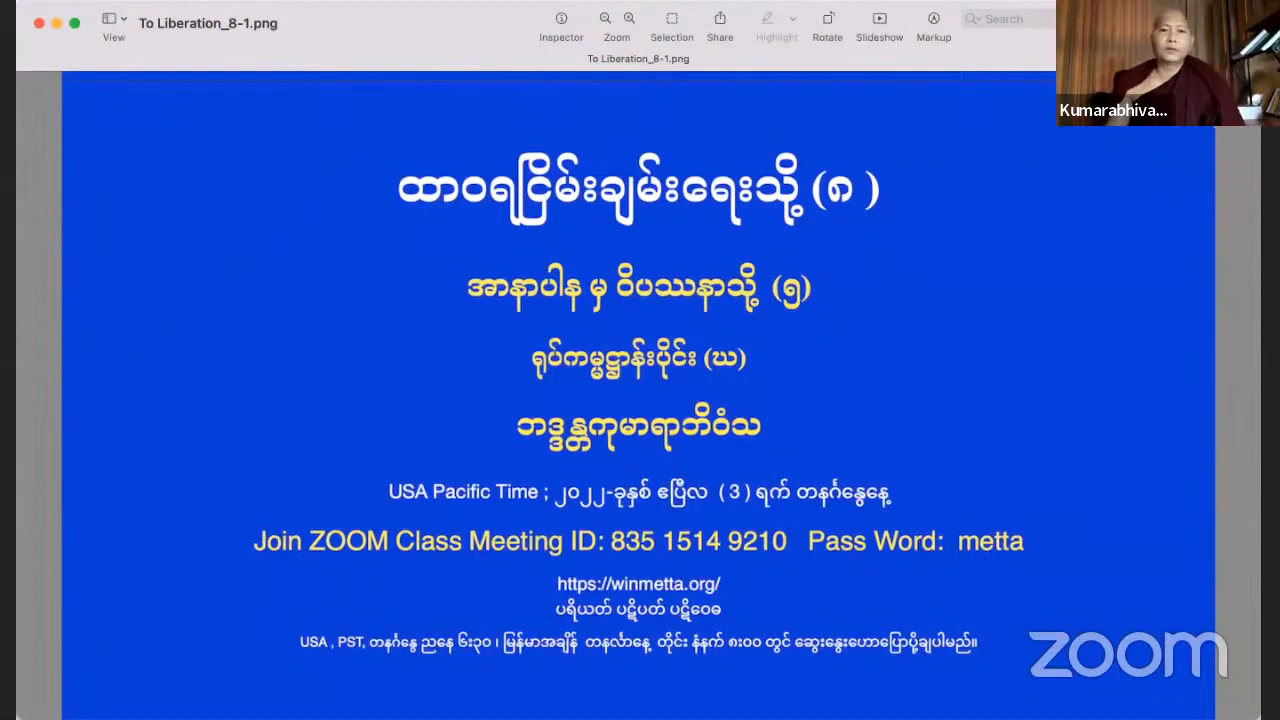 To Liberation_8-1.png
View
Inspector
Zoom
Selection
Share
Highlight
Rotate
Slideshow
Markup
Search
To Liberation_8-1.png
Kumarabhiva...
ထာဝရငြိမ်းချမ်းရေးသို့ (၈ )
အာနာပါန မှ ဝိပဿနာသို့ (၅)
ရုပ်ကမ္မဋ္ဌာန်းပိုင်း (ဃ)
ဘဒ္ဒန္တကုမာရာဘိဝံသ
USA Pacific Time ; ၂၀၂၂-ခုနှစ် ဧပြီလ ( 3 ) ရက် တနင်္ဂနွေနေ့
Join ZOOM Class Meeting ID: 835 1514 9210 Pass Word: metta
https://winmetta.org/
ပရိယတ် ပဋိပတ် ပဋိဝေဓ
USA , PST, တနင်္ဂနွေ ညနေ ၆း၃၀ ၊ မြန်မာအချိန် တနင်္လာနေ့ တိုင်း နံနက် ၈း၀၀ တွင် ဆွေးနွေးဟောပြောပို့ချပါမည်။
zoom